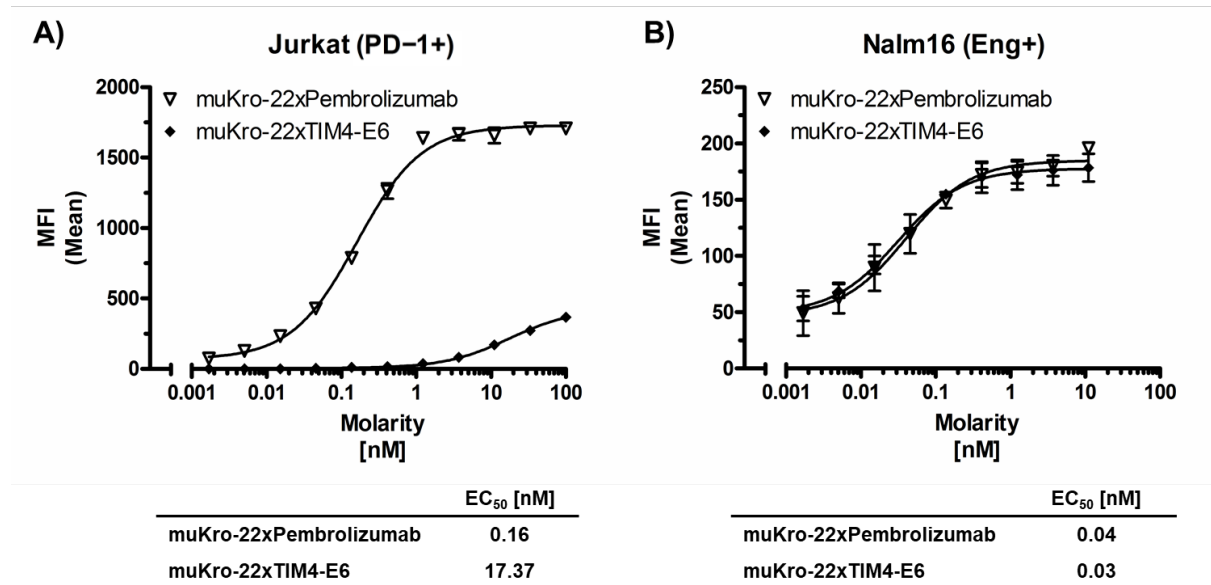 A)
Jurkat (PD−1+)
muKro-22xPembrolizumab
muKro-22xTIM4-E6
2000
1500
1000
500
0
MFI
(Mean)
0.001 0.01 0.1 1 10 100
Molarity
[nM]
EC50 [nM]
muKro-22xPembrolizumab 0.16
muKro-22xTIM4-E6 17.37
B)
Nalm16 (Eng+)
muKro-22xPembrolizumab
muKro-22xTIM4-E6
250
200
150
100
50
0
MFI
(Mean)
0.001 0.01 0.1 1 10 100
Molarity
[nM]
EC50 [nM]
muKro-22xPembrolizumab 0.04
muKro-22xTIM4-E6 0.03